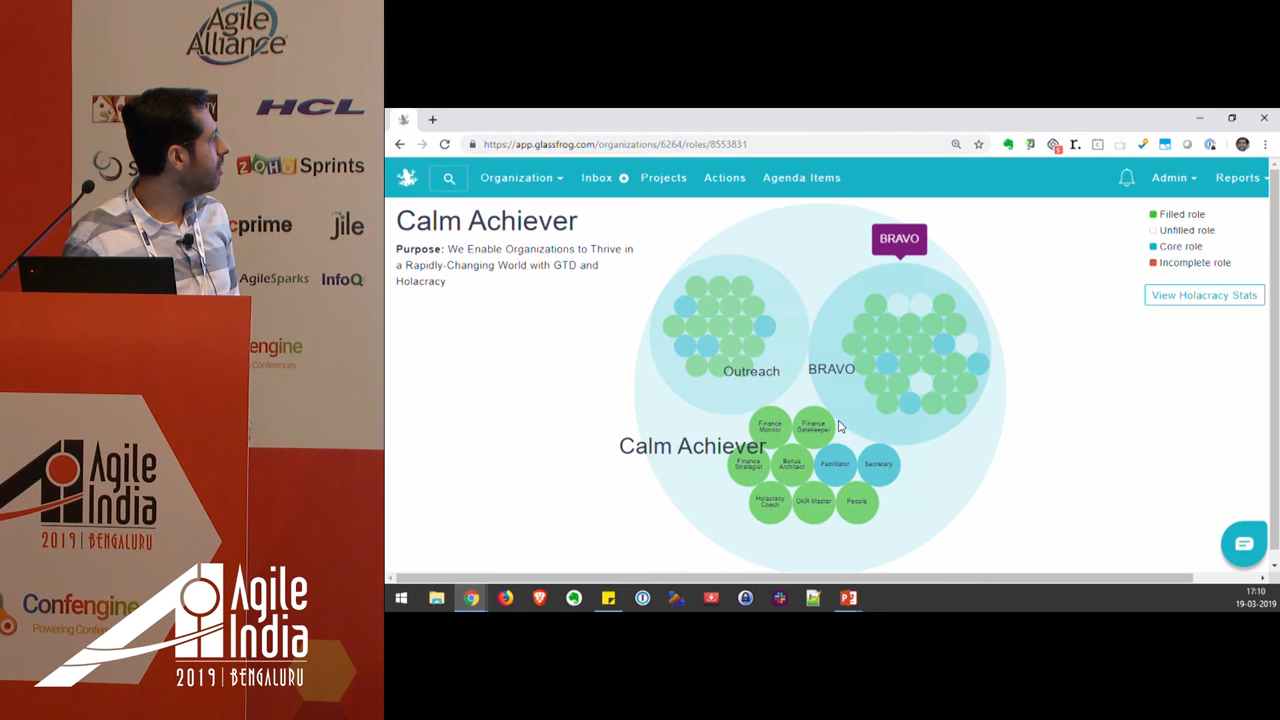 Agile
Alliance
HCL
ZOHO Sprints
cprime
jile
AgileSparks
InfoQ
engine
Conferences
Agile
India
2019 | BENGALURU
Confengine
Powering Confe
Agile
India
2019 | BENGALURU
https://app.glassfrog.com/organizations/6264/roles/8553831
Organization
Inbox
Projects
Actions
Agenda Items
Admin
Reports
Calm Achiever
Purpose: We Enable Organizations to Thrive in
a Rapidly-Changing World with GTD and
Holacracy
BRAVO
Filled role
Unfilled role
Core role
Incomplete role
View Holacracy Stats
Outreach
BRAVO
Calm Achiever
Finance
Monitor
Finance
Gatekeeper
Finance
Strategist
Bonus
Architect
Facilitator
Secretary
Holacracy
Coach
OKR Master
People
17:10
19-03-2019